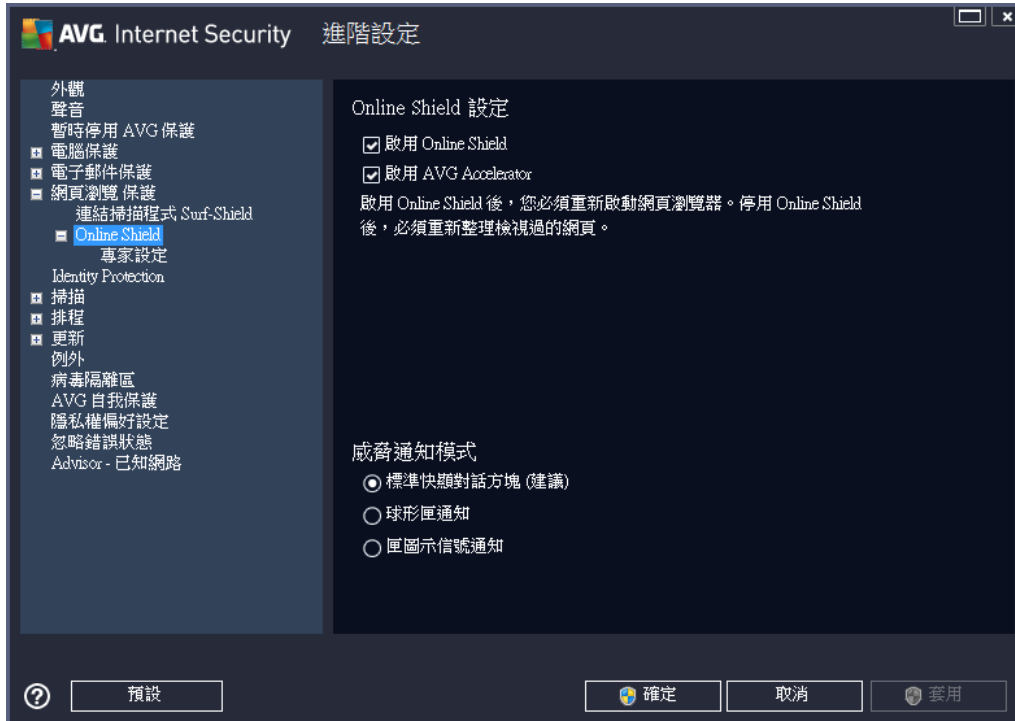 AVG. Internet Security 進階設定
外觀
聲音
暫時停用 AVG 保護
電腦保護
電子郵件保護
網頁瀏覽 保護
連結掃描程式 Surf-Shield
Online Shield
專家設定
Identity Protection
掃描
排程
更新
例外
病毒隔離區
AVG 自我保護
隱私權偏好設定
忽略錯誤狀態
Advisor - 已知網路
Online Shield 設定
啟用 Online Shield
啟用 AVG Accelerator
啟用 Online Shield 後，您必須重新啟動網頁瀏覽器。停用 Online Shield
後，必須重新整理檢視過的網頁。
威脅通知模式
標準快顯對話方塊 (建議)
球形匣通知
匣圖示信號通知
預設
確定
取消
套用